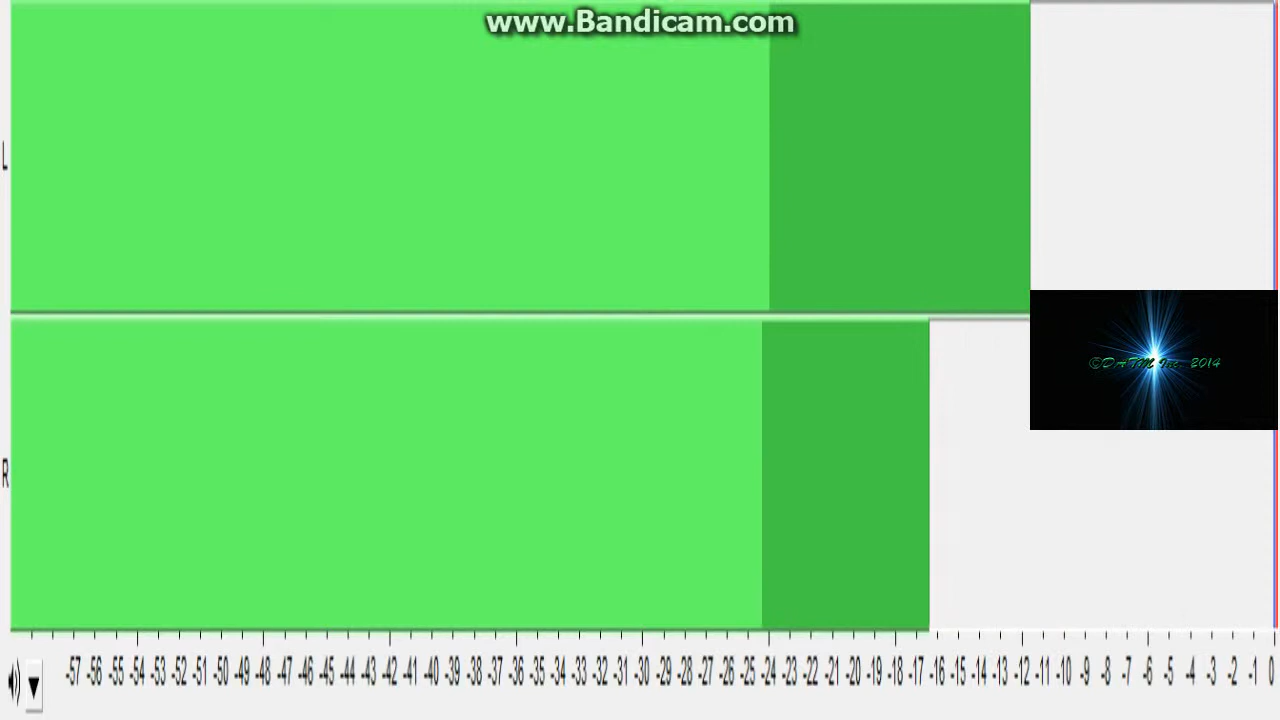 www.Bandicam.com
L
©DATM Inc. 2014
R
-57 -56 -55 -54 -53 -52 -51 -50 -49 -48 -47 -46 -45 -44 -43 -42 -41 -40 -39 -38 -37 -36 -35 -34 -33 -32 -31 -30 -29 -28 -27 -26 -25 -24 -23 -22 -21 -20 -19 -18 -17 -16 -15 -14 -13 -12 -11 -10 -9 -8 -7 -6 -5 -4 -3 -2 -1 0